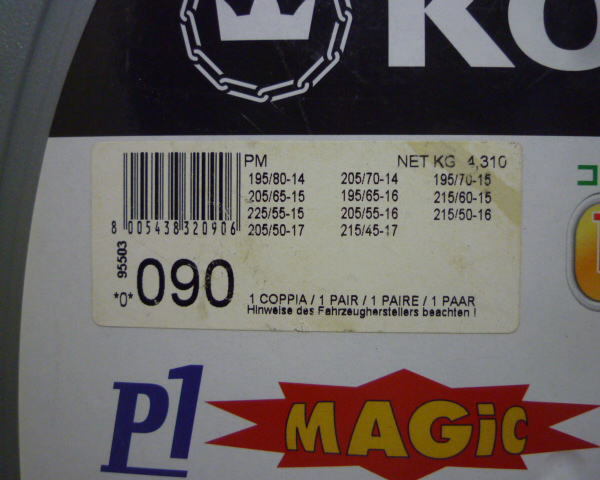 KO
PM NET KG 4,310
195/80-14 205/70-14 195/70-15
205/65-15 195/65-16 215/60-15
225/55-15 205/55-16 215/50-16
205/50-17 215/45-17
8 005438 320906
95503
*0* 090
1 COPPIA / 1 PAIR / 1 PAIRE / 1 PAAR
Hinweise des Fahrzeugherstellers beachten !
コ
P1 MAGiC